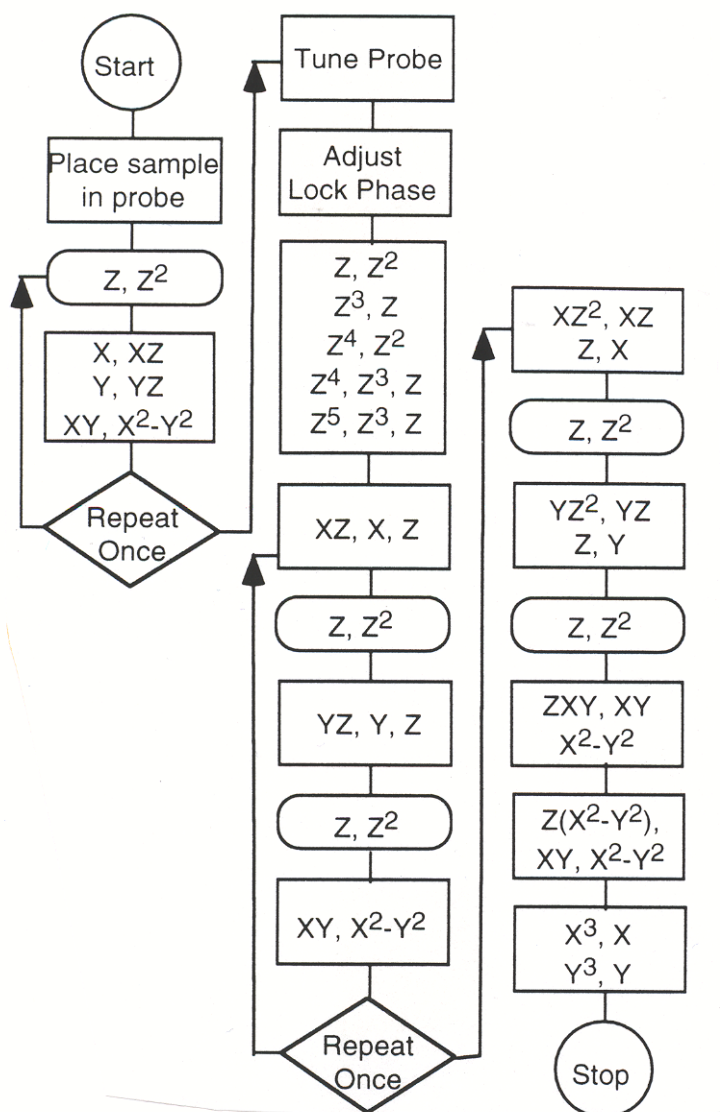 Start
Place sample
in probe
Z, Z²
X, XZ
Y, YZ
XY, X²-Y²
Repeat
Once
Tune Probe
Adjust
Lock Phase
Z, Z²
Z³, Z
Z⁴, Z²
Z⁴, Z³, Z
Z⁵, Z³, Z
XZ, X, Z
Z, Z²
YZ, Y, Z
Z, Z²
XY, X²-Y²
Repeat
Once
XZ², XZ
Z, X
Z, Z²
YZ², YZ
Z, Y
Z, Z²
ZXY, XY
X²-Y²
Z(X²-Y²),
XY, X²-Y²
X³, X
Y³, Y
Stop